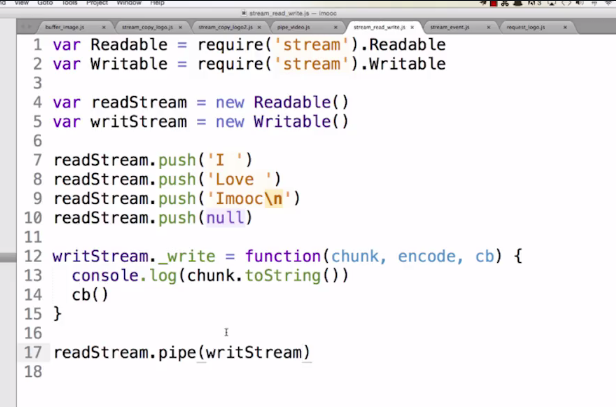 View Goto Tools Project Window Help
stream_read_write.js — imooc
buffer_image.js × stream_copy_logo.js × stream_copy_logo2.js × pipe_video.js × stream_read_write.js × stream_event.js × request_logo.js ×
1 var Readable = require('stream').Readable
2 var Writable = require('stream').Writable
3
4 var readStream = new Readable()
5 var writStream = new Writable()
6
7 readStream.push('I ')
8 readStream.push('Love ')
9 readStream.push('Imooc\n')
10 readStream.push(null)
11
12 writStream._write = function(chunk, encode, cb) {
13   console.log(chunk.toString())
14   cb()
15 }
16
17 readStream.pipe(writStream)
18